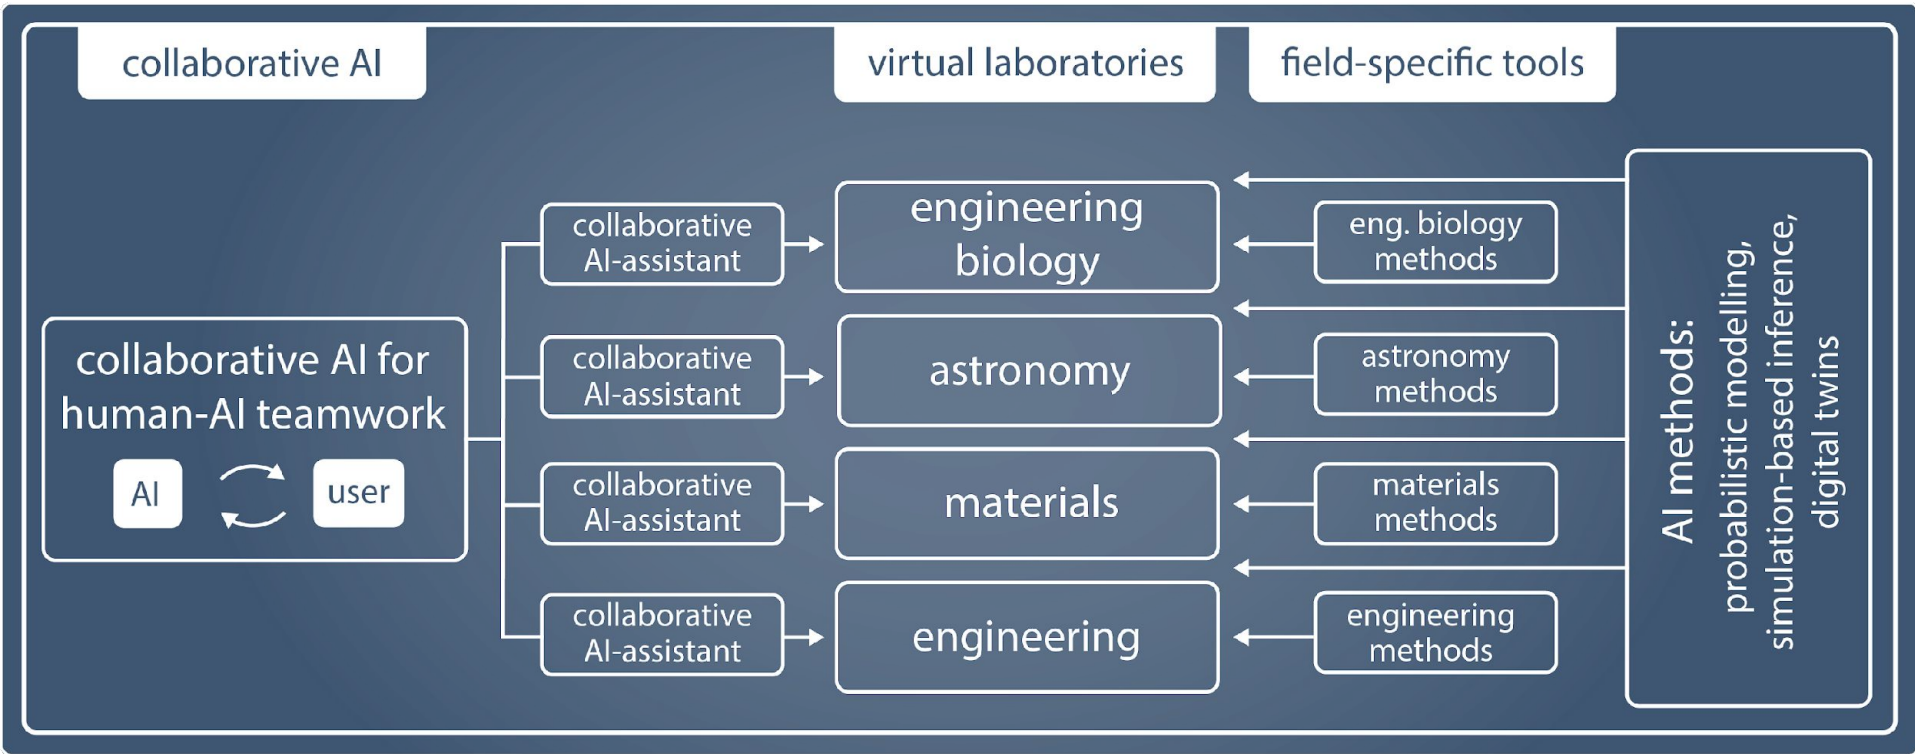 collaborative AI
virtual laboratories
field-specific tools
collaborative AI for
human-AI teamwork
AI
user
collaborative
AI-assistant
engineering
biology
eng. biology
methods
collaborative
AI-assistant
astronomy
astronomy
methods
collaborative
AI-assistant
materials
materials
methods
collaborative
AI-assistant
engineering
engineering
methods
AI methods:
probabilistic modelling,
simulation-based inference,
digital twins